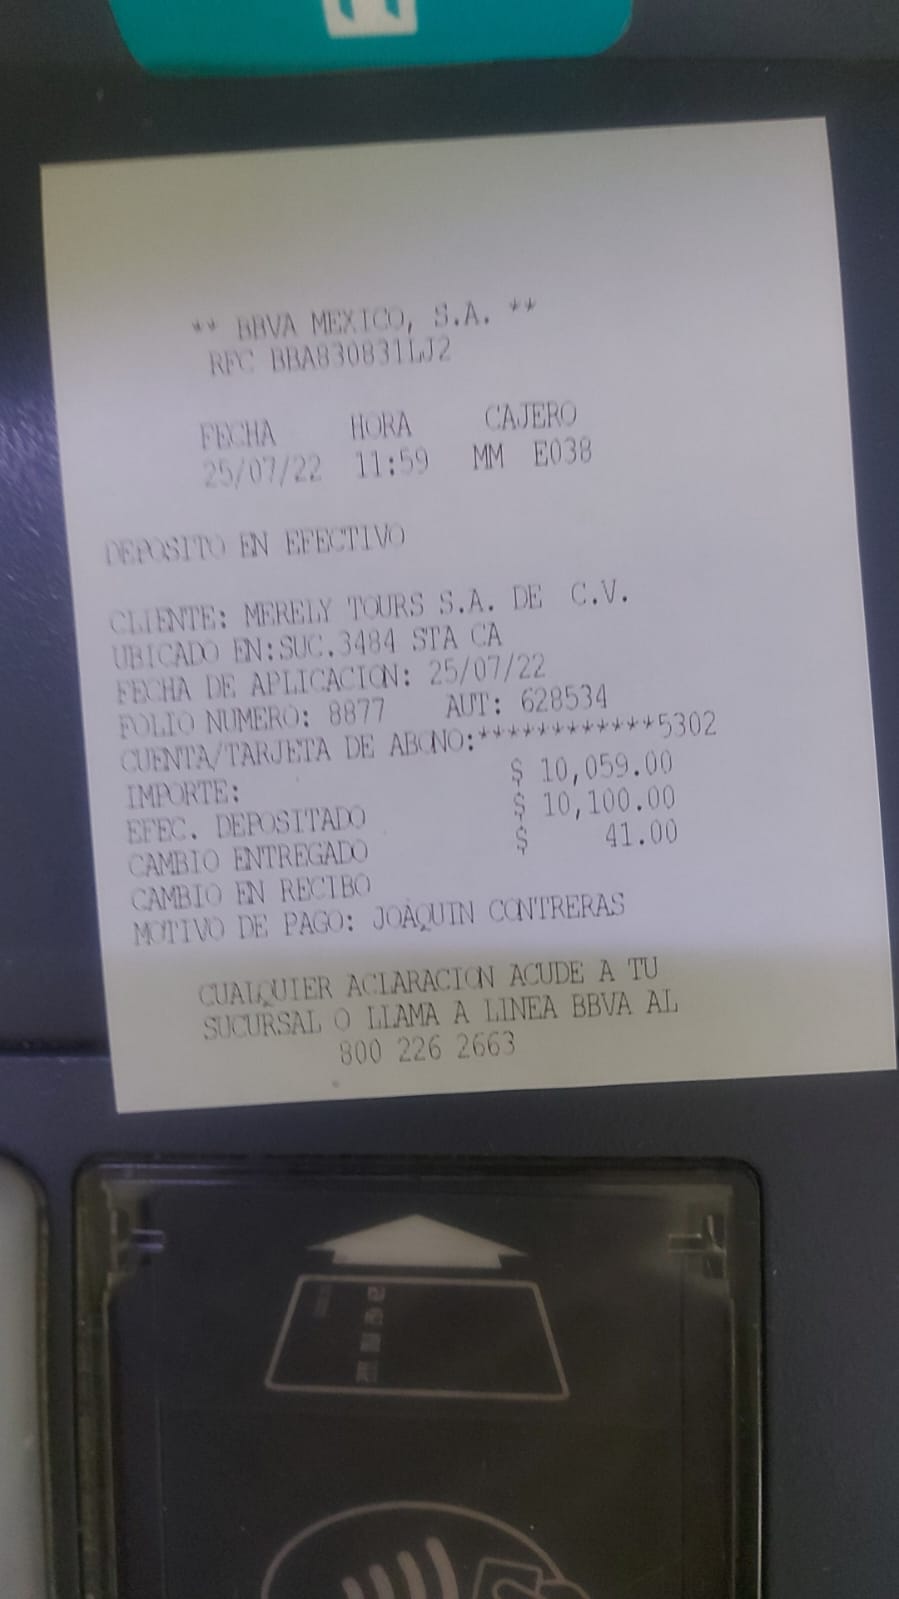 ** BBVA MEXICO, S.A. **
RFC BBA830831LJ2
FECHA HORA CAJERO
25/07/22 11:59 MM E038
DEPOSITO EN EFECTIVO
CLIENTE: MERELY TOURS S.A. DE C.V.
UBICADO EN:SUC.3484 STA CA
FECHA DE APLICACION: 25/07/22
FOLIO NUMERO: 8877 AUT: 628534
CUENTA/TARJETA DE ABONO:************5302
IMPORTE: $ 10,059.00
EFEC. DEPOSITADO $ 10,100.00
CAMBIO ENTREGADO $ 41.00
CAMBIO EN RECIBO
MOTIVO DE PAGO: JOAQUIN CONTRERAS
CUALQUIER ACLARACION ACUDE A TU
SUCURSAL O LLAMA A LINEA BBVA AL
800 226 2663